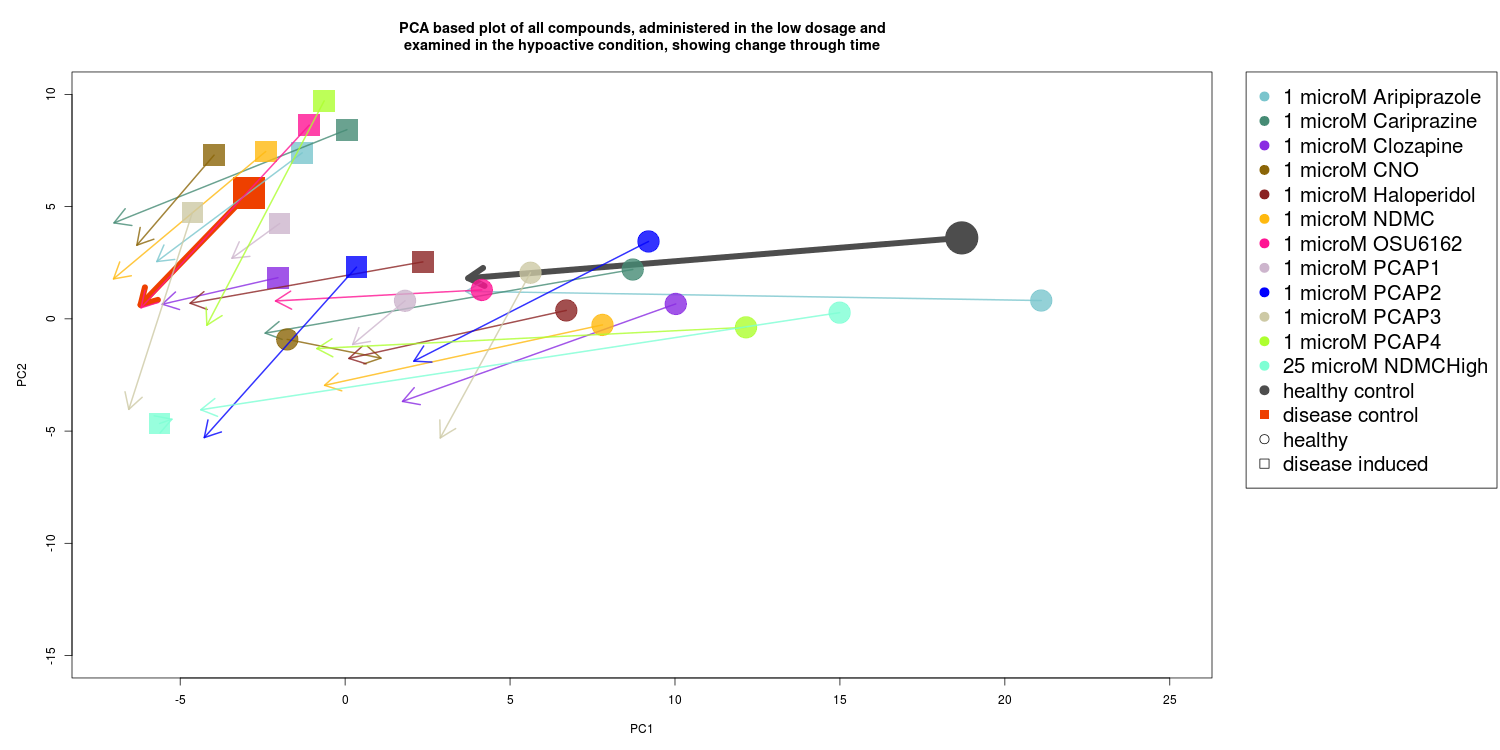 PCA based plot of all compounds, administered in the low dosage and
examined in the hypoactive condition, showing change through time
10
5
0
-5
-10
-15
PC2
-5 0 5 10 15 20 25
PC1
1 microM Aripiprazole
1 microM Cariprazine
1 microM Clozapine
1 microM CNO
1 microM Haloperidol
1 microM NDMC
1 microM OSU6162
1 microM PCAP1
1 microM PCAP2
1 microM PCAP3
1 microM PCAP4
25 microM NDMCHigh
healthy control
disease control
healthy
disease induced